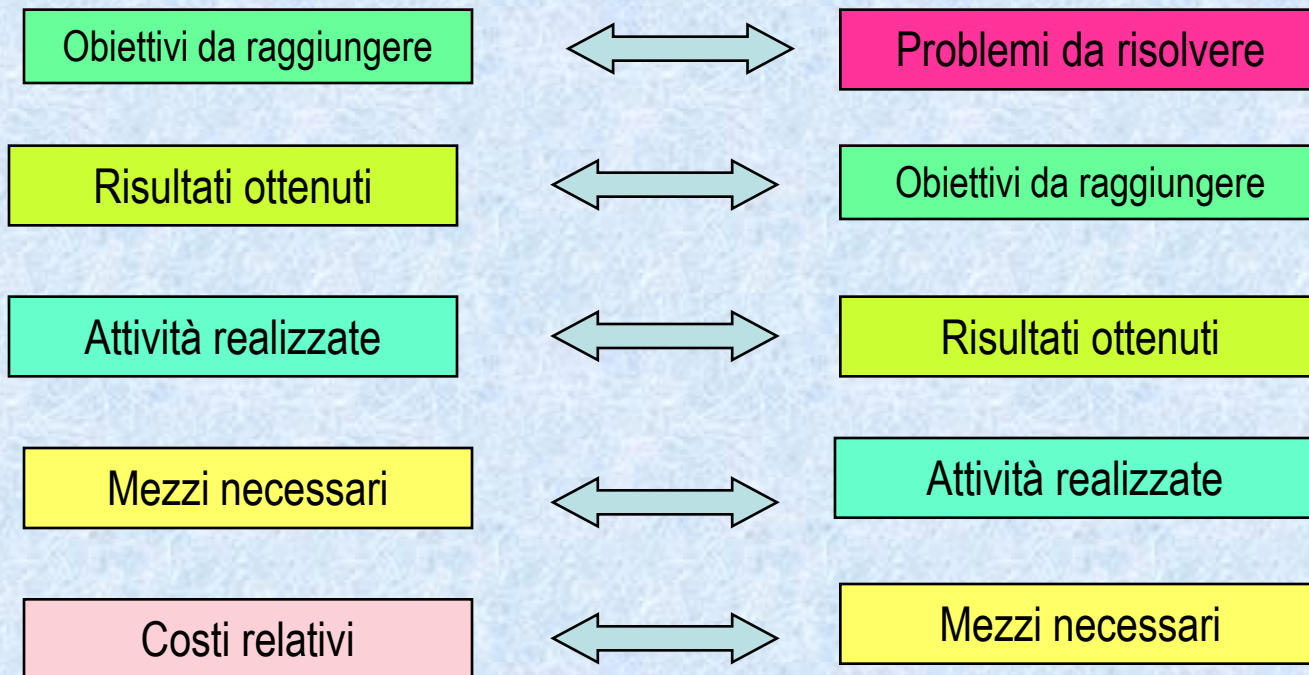 Obiettivi da raggiungere
Problemi da risolvere
Risultati ottenuti
Obiettivi da raggiungere
Attività realizzate
Risultati ottenuti
Mezzi necessari
Attività realizzate
Costi relativi
Mezzi necessari